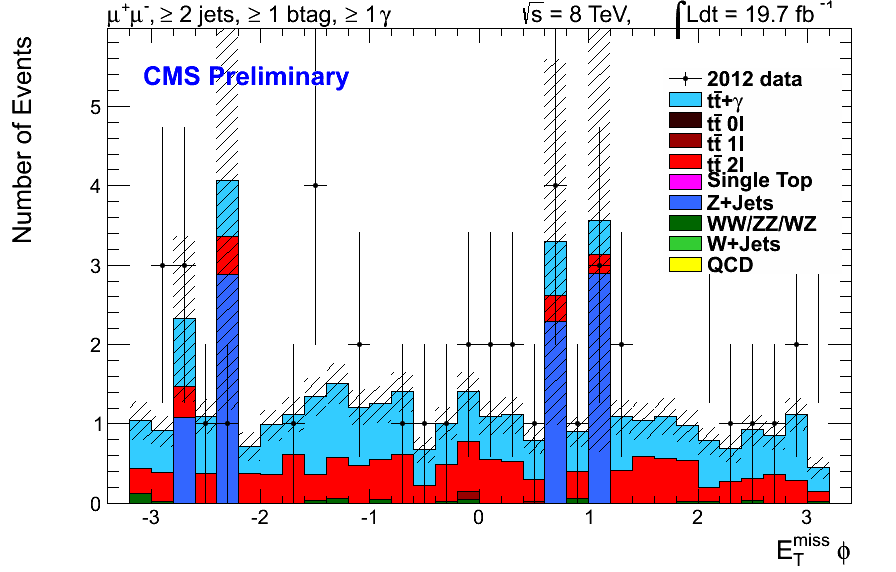 μ⁺μ⁻, ≥ 2 jets, ≥ 1 btag, ≥ 1 γ √s = 8 TeV, ∫Ldt = 19.7 fb⁻¹
CMS Preliminary
Number of Events
2012 data
tt̄+γ
tt̄ 0l
tt̄ 1l
tt̄ 2l
Single Top
Z+Jets
WW/ZZ/WZ
W+Jets
QCD
5
4
3
2
1
0
-3 -2 -1 0 1 2 3
E_T^miss ϕ